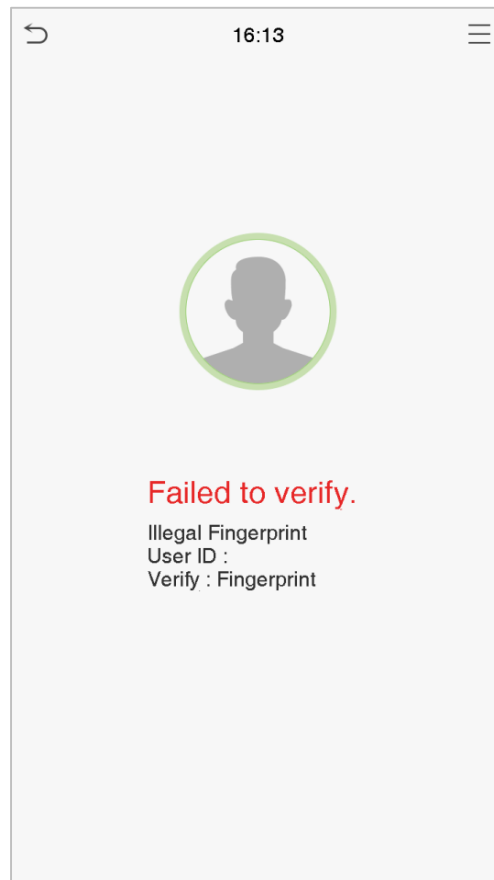 16:13
Failed to verify.
Illegal Fingerprint
User ID :
Verify : Fingerprint